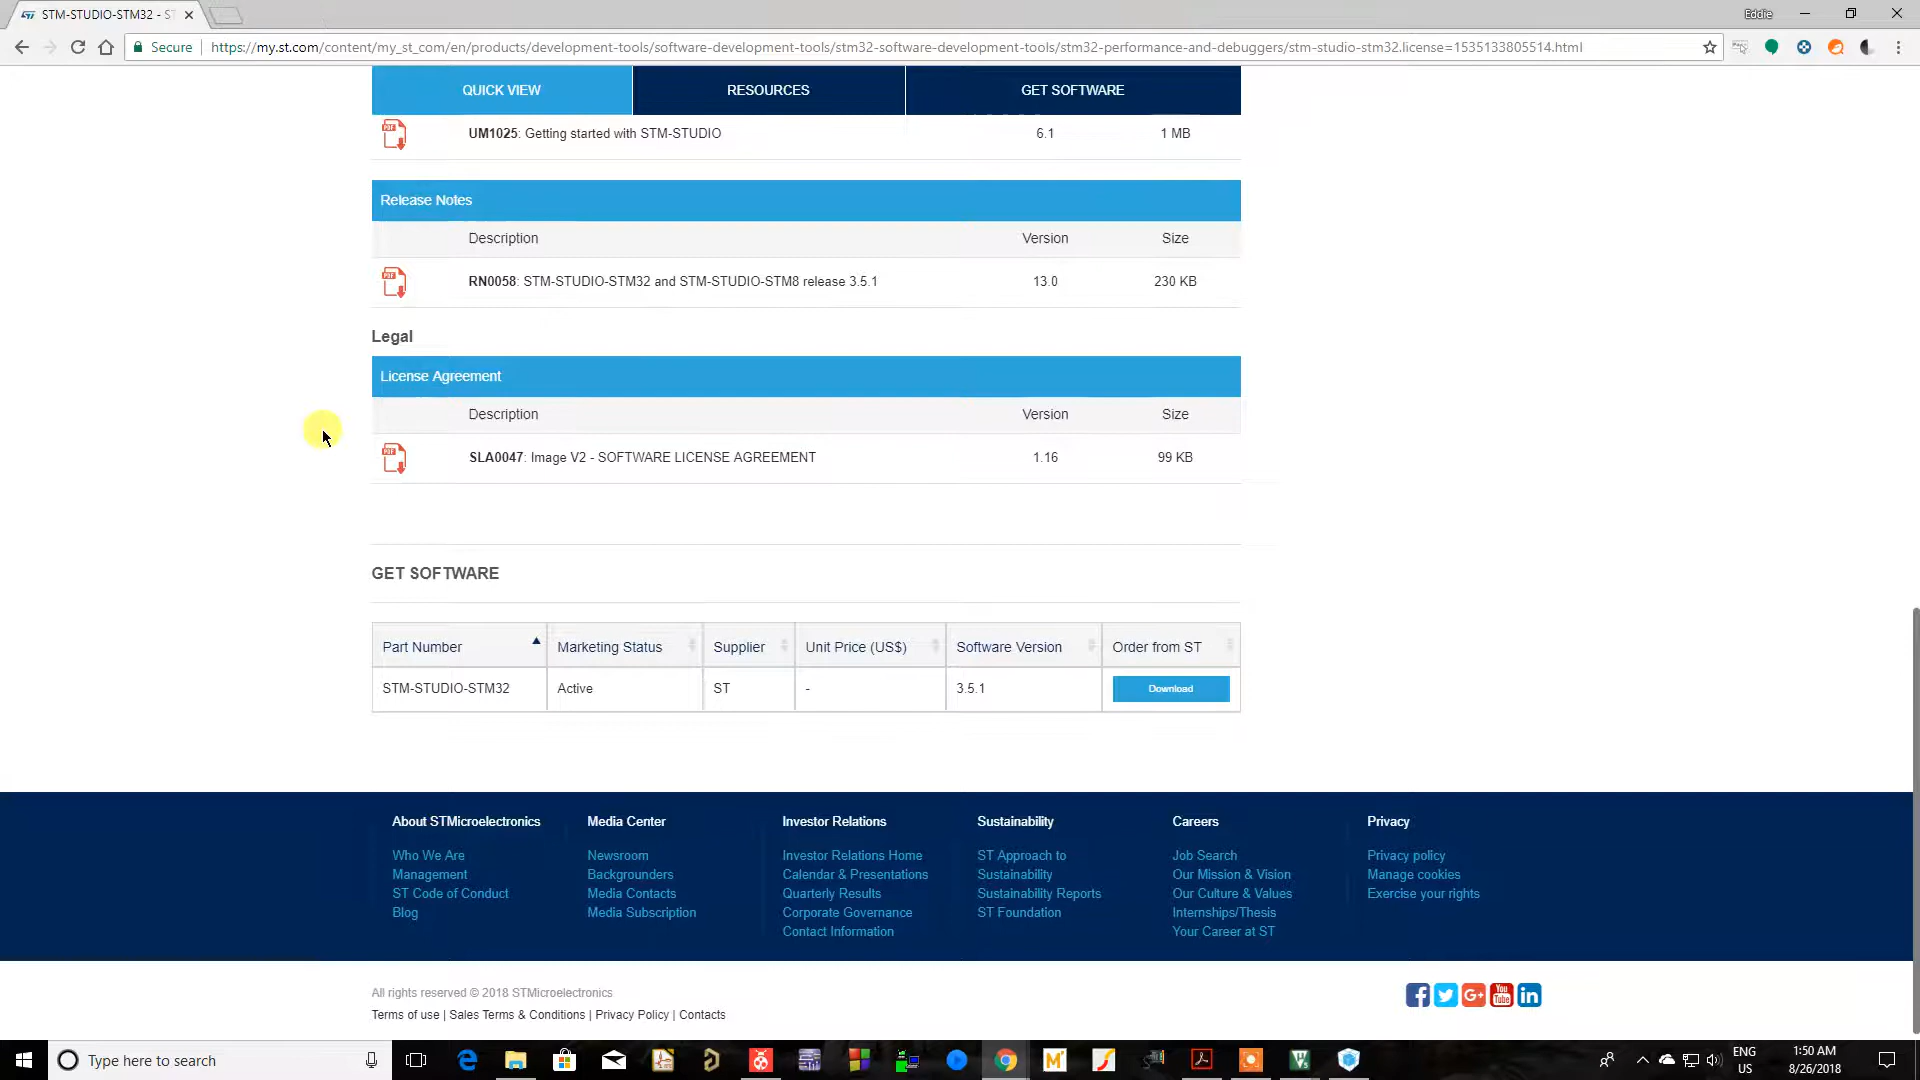 STM-STUDIO-STM32 - S
Eddie
Secure https://my.st.com/content/my_st_com/en/products/development-tools/software-development-tools/stm32-software-development-tools/stm32-performance-and-debuggers/stm-studio-stm32.license=1535133805514.html
QUICK VIEW RESOURCES GET SOFTWARE
PDF UM1025: Getting started with STM-STUDIO 6.1 1 MB
Release Notes
Description Version Size
PDF RN0058: STM-STUDIO-STM32 and STM-STUDIO-STM8 release 3.5.1 13.0 230 KB
Legal
License Agreement
Description Version Size
PDF SLA0047: Image V2 - SOFTWARE LICENSE AGREEMENT 1.16 99 KB
GET SOFTWARE
Part Number Marketing Status Supplier Unit Price (US$) Software Version Order from ST
STM-STUDIO-STM32 Active ST - 3.5.1 Download
About STMicroelectronics Media Center Investor Relations Sustainability Careers Privacy
Who We Are Newsroom Investor Relations Home ST Approach to Job Search Privacy policy
Management Backgrounders Calendar & Presentations Sustainability Our Mission & Vision Manage cookies
ST Code of Conduct Media Contacts Quarterly Results Sustainability Reports Our Culture & Values Exercise your rights
Blog Media Subscription Corporate Governance ST Foundation Internships/Thesis
Contact Information Your Career at ST
All rights reserved © 2018 STMicroelectronics
Terms of use | Sales Terms & Conditions | Privacy Policy | Contacts
Type here to search
ENG 1:50 AM
US 8/26/2018